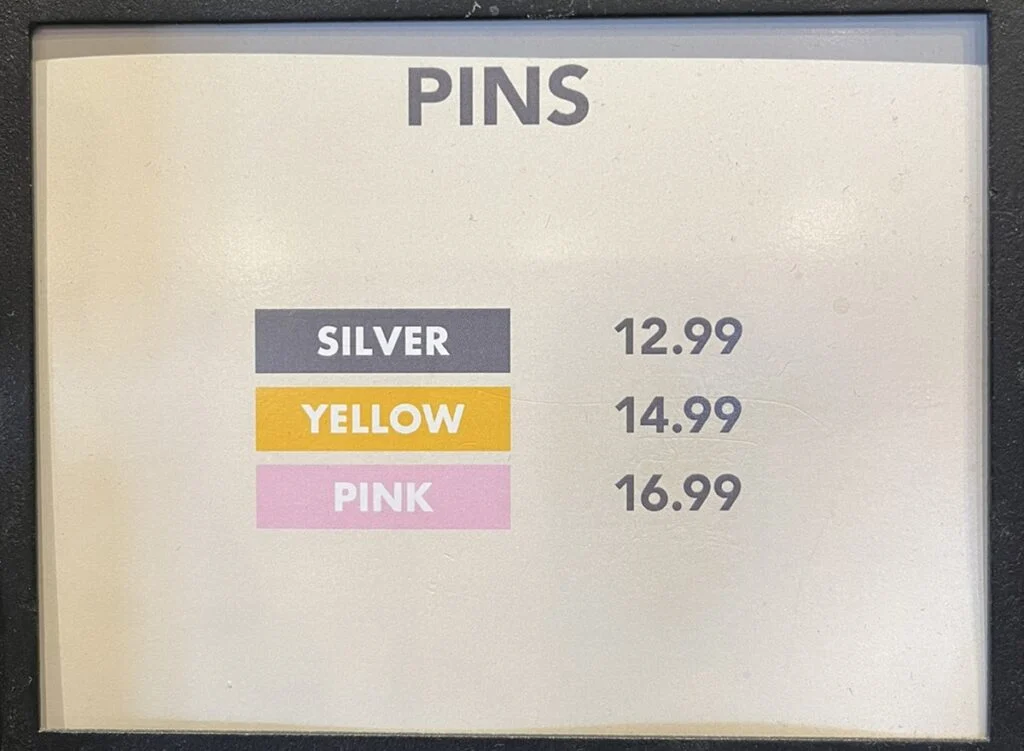 PINS
SILVER 12.99
YELLOW 14.99
PINK 16.99